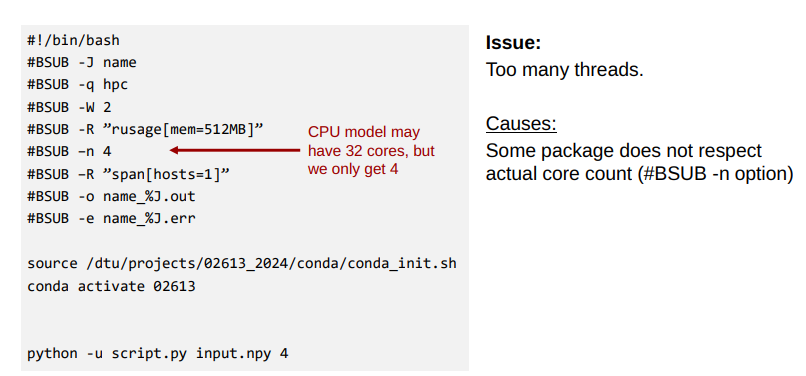 #!/bin/bash
#BSUB -J name
#BSUB -q hpc
#BSUB -W 2
#BSUB -R ”rusage[mem=512MB]”
#BSUB –n 4
#BSUB –R ”span[hosts=1]”
#BSUB -o name_%J.out
#BSUB -e name_%J.err
source /dtu/projects/02613_2024/conda/conda_init.sh
conda activate 02613
python -u script.py input.npy 4
CPU model may
have 32 cores, but
we only get 4
Issue:
Too many threads.
Causes:
Some package does not respect
actual core count (#BSUB -n option)